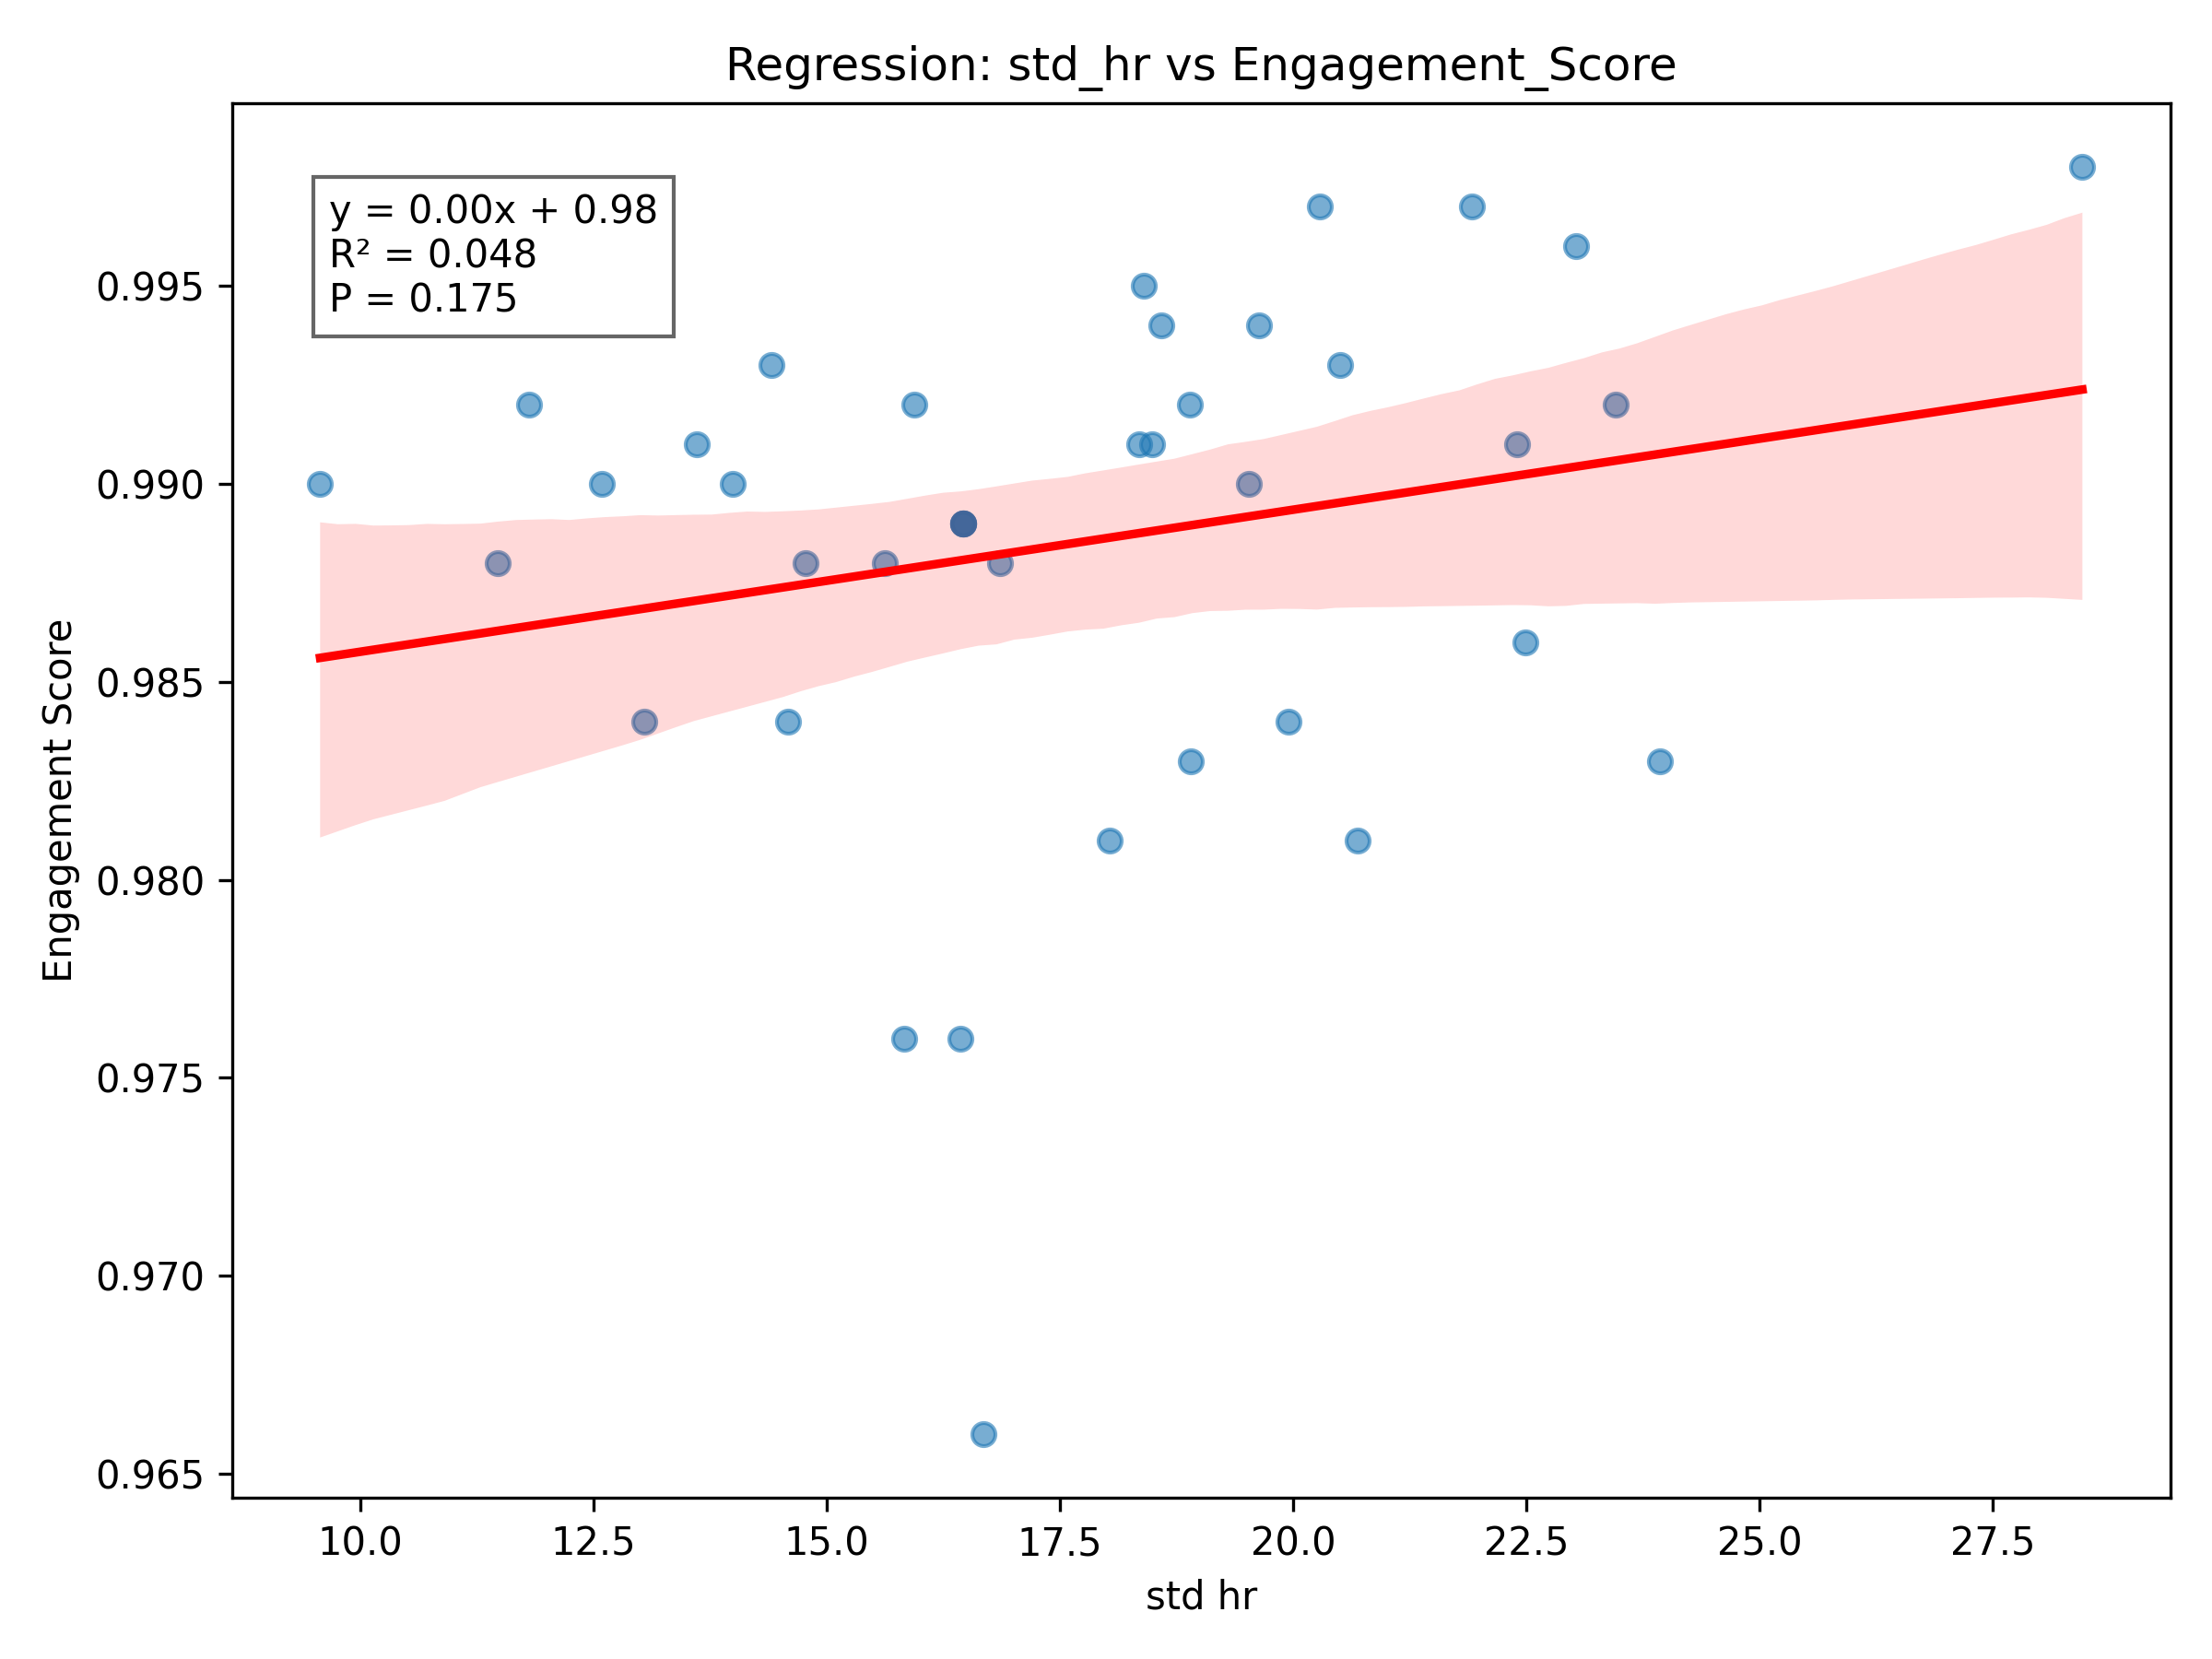 Regression: std_hr vs Engagement_Score
y = 0.00x + 0.98
R² = 0.048
P = 0.175
Engagement Score
0.995
0.990
0.985
0.980
0.975
0.970
0.965
10.0 12.5 15.0 17.5 20.0 22.5 25.0 27.5
std hr